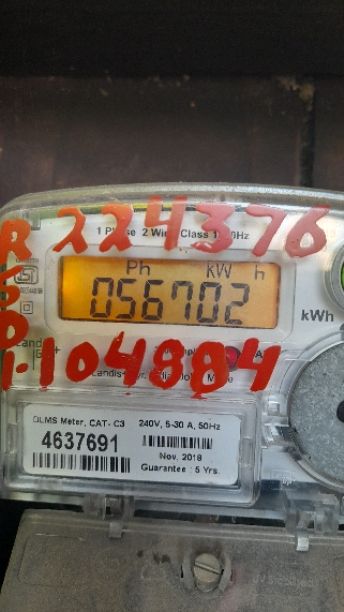 R 224376
1 Phase 2 Wire Class 1 50Hz
Ph kW h
056702
kWh
Landis
1-104884
DLMS Meter, CAT- C3 240V, 5-30 A, 50Hz
4637691
Nov. 2018
Guarantee : 5 Yrs.